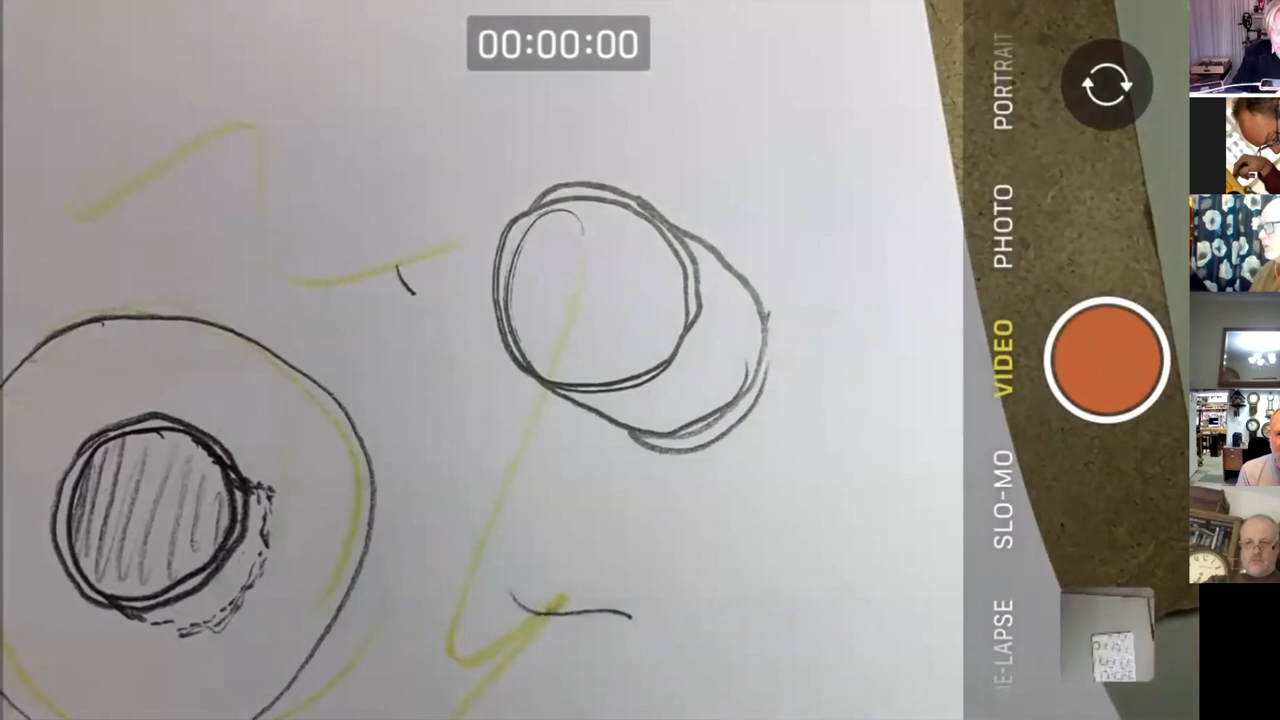 00:00:00
PORTRAIT
PHOTO
VIDEO
SLO-MO
E-LAPSE